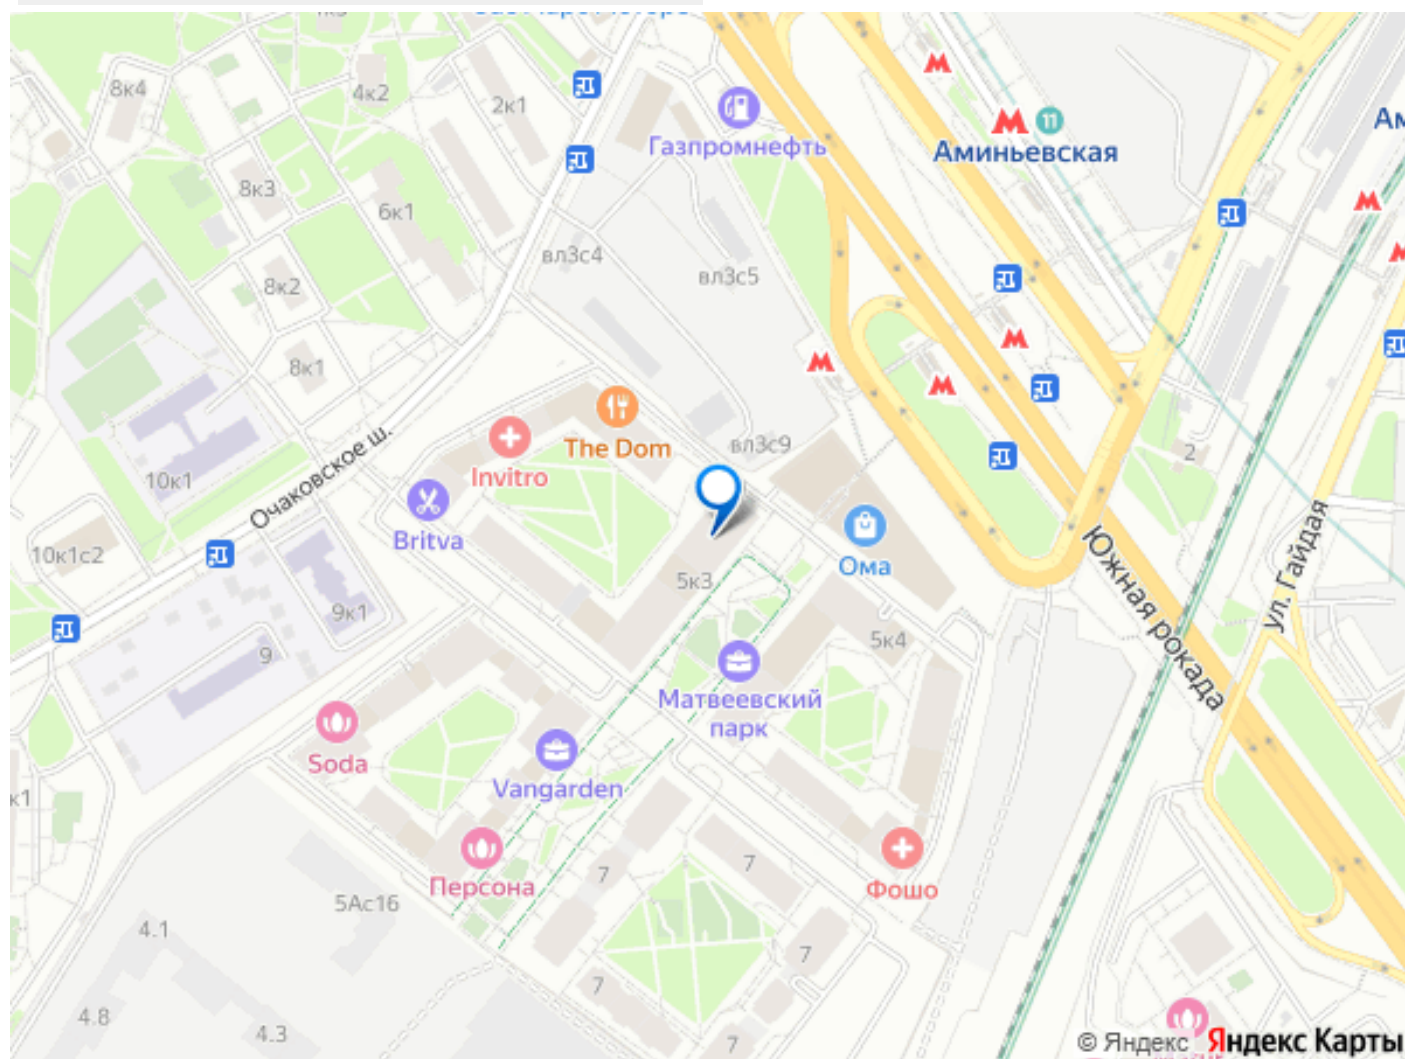 8к4
4к2
2к1
Газпромнефть
11
Аминьевская
8к3
6к1
вл3с4
вл3с5
8к2
8к1
The Dom
Invitro
вл3с9
2
10к1
Очаковское ш.
Britva
Ома
Южная рокада
ул. Гайдая
10к1с2
5к3
9к1
9
5к4
Матвеевский
парк
Soda
Vangarden
к1
Персона
7
7
Фошо
5Ас16
4.1
7
7
4.8
4.3
7
© Яндекс Яндекс Карты